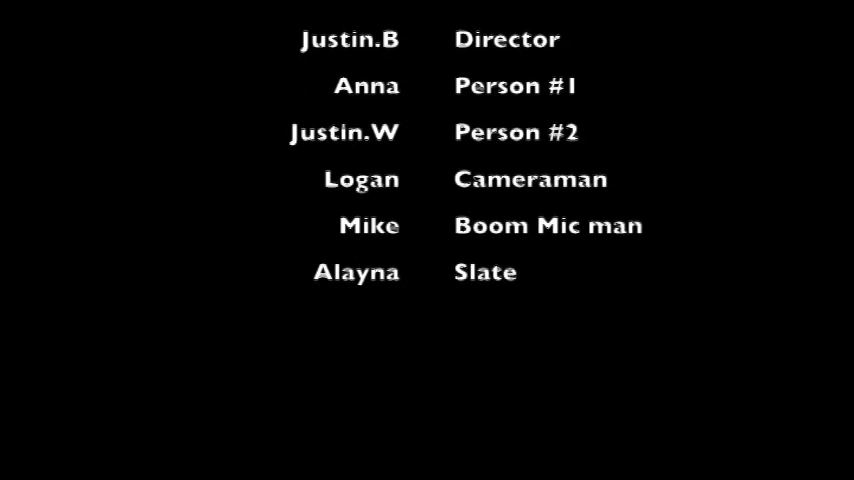 Justin.B Director
Anna Person #1
Justin.W Person #2
Logan Cameraman
Mike Boom Mic man
Alayna Slate